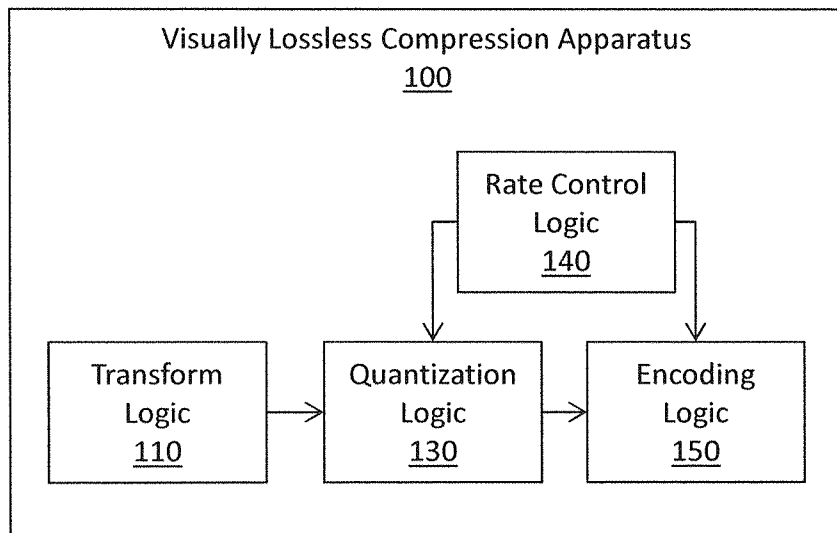 Visually Lossless Compression Apparatus
100
Rate Control
Logic
140
Transform
Logic
110
Quantization
Logic
130
Encoding
Logic
150